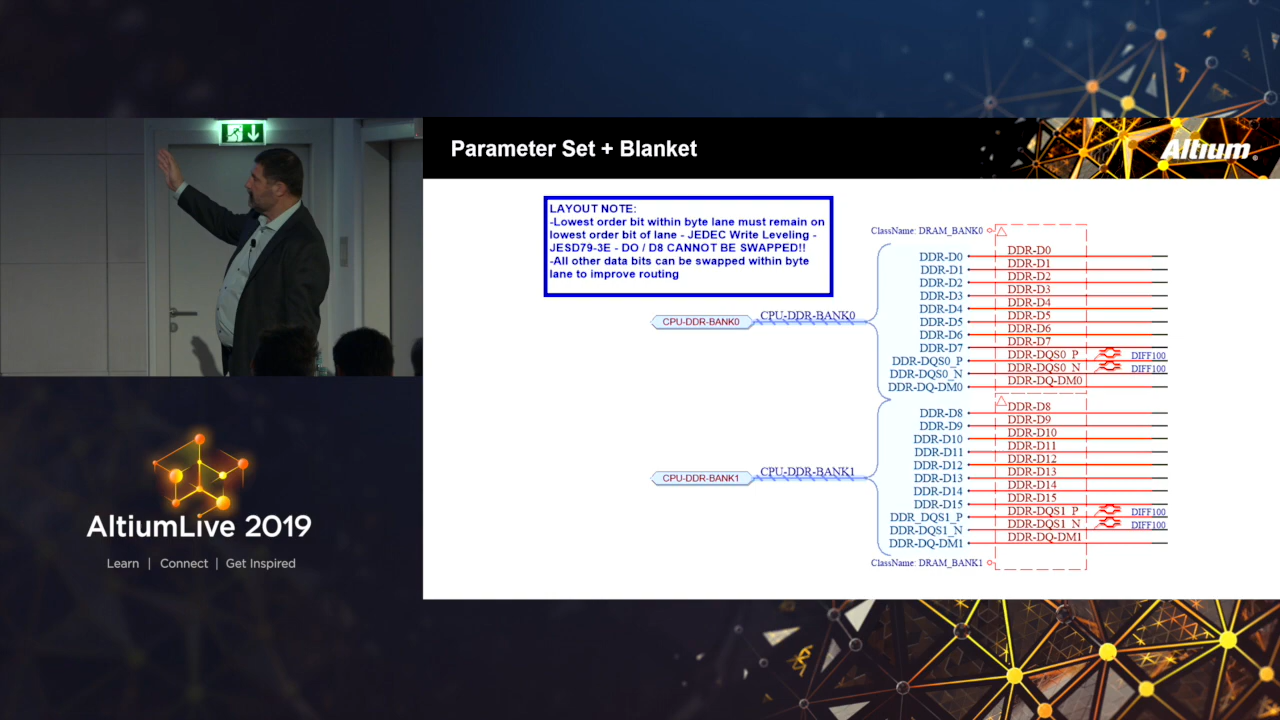 Parameter Set + Blanket
Altium
LAYOUT NOTE:
-Lowest order bit within byte lane must remain on
lowest order bit of lane - JEDEC Write Leveling -
JESD79-3E - DO / D8 CANNOT BE SWAPPED!!
-All other data bits can be swapped within byte
lane to improve routing
ClassName: DRAM_BANK0
CPU-DDR-BANK0 CPU-DDR-BANK0
DDR-D0 DDR-D0
DDR-D1 DDR-D1
DDR-D2 DDR-D2
DDR-D3 DDR-D3
DDR-D4 DDR-D4
DDR-D5 DDR-D5
DDR-D6 DDR-D6
DDR-D7 DDR-D7
DDR-DQS0_P DDR-DQS0_P DIFF100
DDR-DQS0_N DDR-DQS0_N DIFF100
DDR-DQ-DM0 DDR-DQ-DM0
CPU-DDR-BANK1 CPU-DDR-BANK1
DDR-D8 DDR-D8
DDR-D9 DDR-D9
DDR-D10 DDR-D10
DDR-D11 DDR-D11
DDR-D12 DDR-D12
DDR-D13 DDR-D13
DDR-D14 DDR-D14
DDR-D15 DDR-D15
DDR_DQS1_P DDR-DQS1_P DIFF100
DDR-DQS1_N DDR-DQS1_N DIFF100
DDR-DQ-DM1 DDR-DQ-DM1
ClassName: DRAM_BANK1
AltiumLive 2019
Learn | Connect | Get Inspired